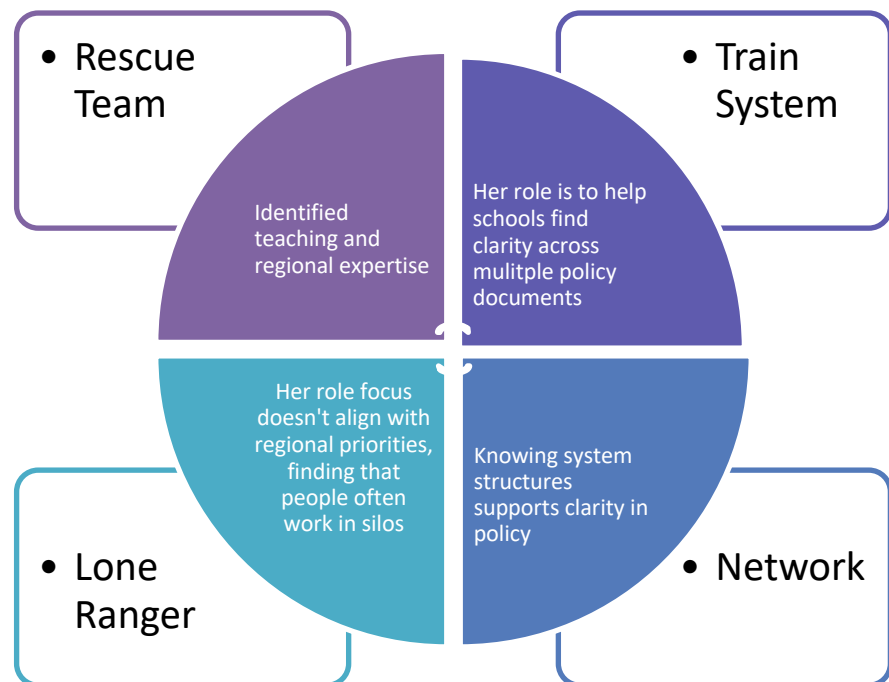 • Rescue
Team
• Train
System
Identified
teaching and
regional expertise
Her role is to help
schools find
clarity across
mulitple policy
documents
Her role focus
doesn't align with
regional priorities,
finding that
people often
work in silos
Knowing system
structures
supports clarity in
policy
• Lone
Ranger
• Network